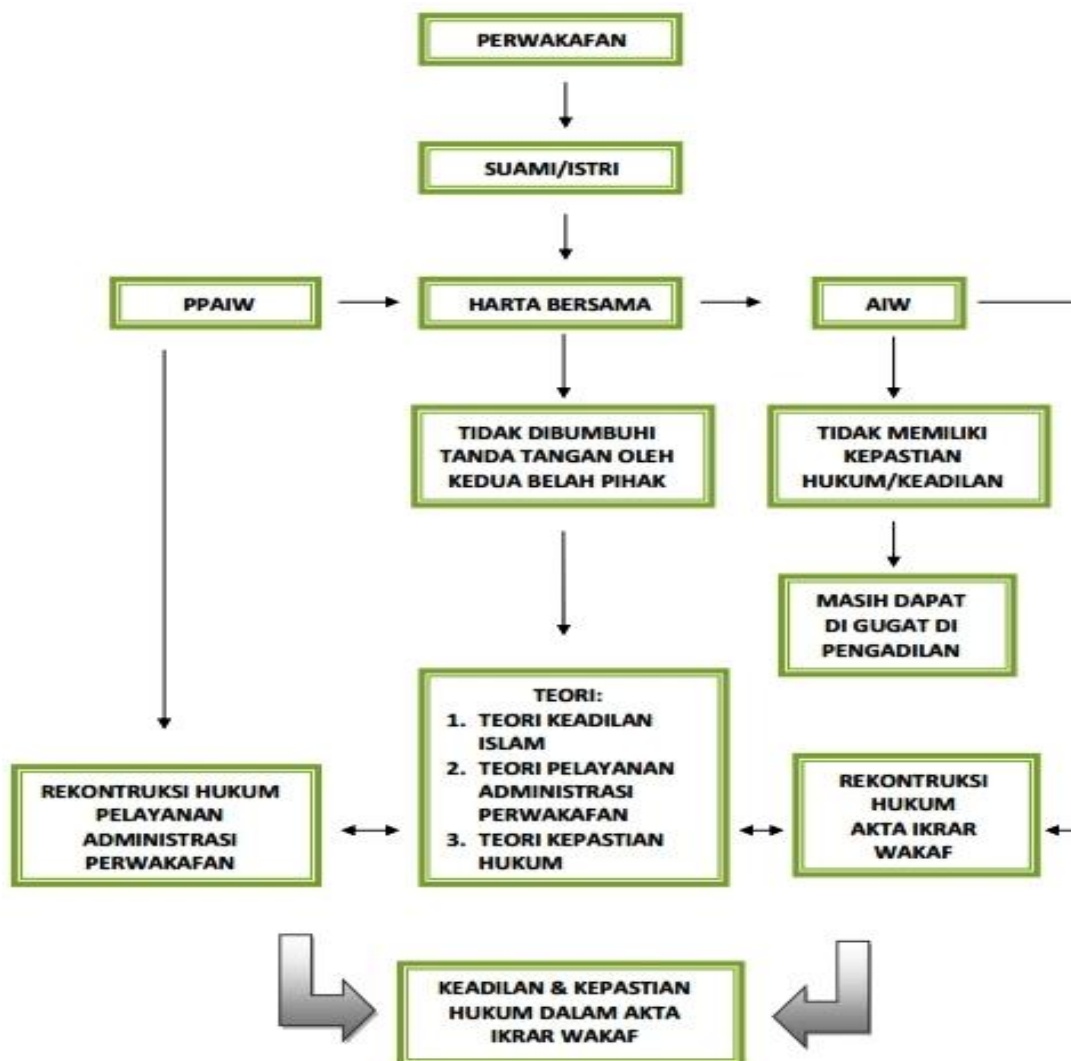 PERWAKAFAN
SUAMI/ISTRI
PPAIW
HARTA BERSAMA
AIW
TIDAK DIBUMBUHI
TANDA TANGAN OLEH
KEDUA BELAH PIHAK
TIDAK MEMILIKI
KEPASTIAN
HUKUM/KEADILAN
MASIH DAPAT
DI GUGAT DI
PENGADILAN
TEORI:
1. TEORI KEADILAN
ISLAM
2. TEORI PELAYANAN
ADMINISTRASI
PERWAKAFAN
3. TEORI KEPASTIAN
HUKUM
REKONTRUKSI HUKUM
PELAYANAN
ADMINISTRASI
PERWAKAFAN
REKONTRUKSI
HUKUM
AKTA IKRAR
WAKAF
KEADILAN & KEPASTIAN
HUKUM DALAM AKTA
IKRAR WAKAF